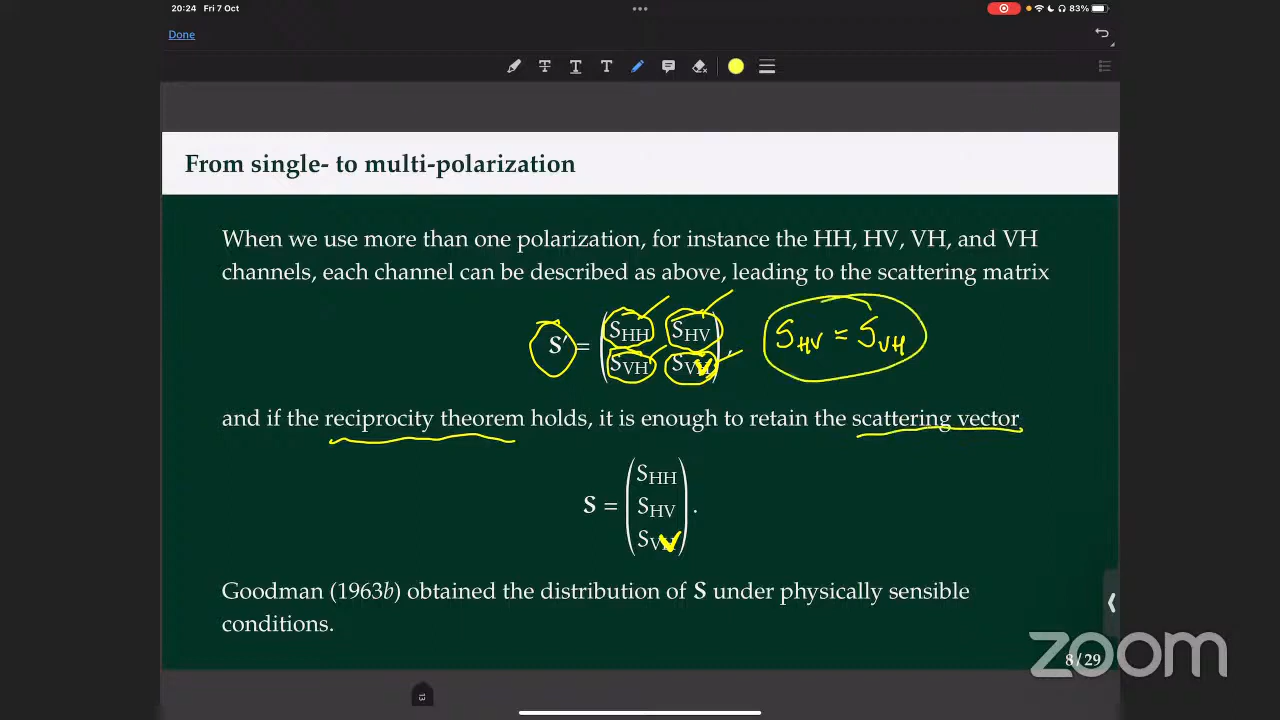 20:24 Fri 7 Oct
83%
Done
From single- to multi-polarization
When we use more than one polarization, for instance the HH, HV, VH, and VH
channels, each channel can be described as above, leading to the scattering matrix
S′ = (S_HH S_HV
S_VH S_VV), S_HV = S_VH
and if the reciprocity theorem holds, it is enough to retain the scattering vector
S_HH
S = S_HV .
S_VV
Goodman (1963b) obtained the distribution of S under physically sensible
conditions.
8/29
zoom
13